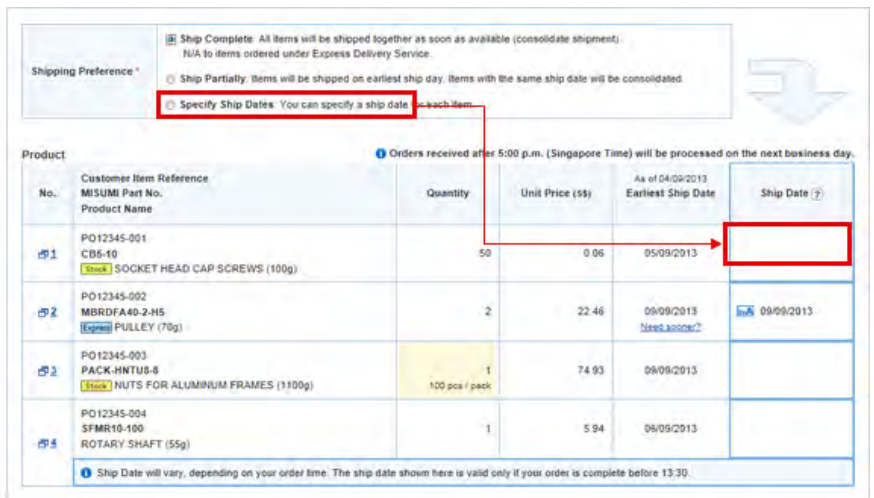 Shipping Preference *
Ship Complete: All items will be shipped together as soon as available (consolidate shipment).
N/A to items ordered under Express Delivery Service.
Ship Partially: Items will be shipped on earliest ship day. Items with the same ship date will be consolidated.
Specify Ship Dates: You can specify a ship date for each item.
Product
Orders received after 5:00 p.m. (Singapore Time) will be processed on the next business day.
No.
Customer Item Reference
MISUMI Part No.
Product Name
Quantity
Unit Price (S$)
As of 04/09/2013
Earliest Ship Date
Ship Date ?
1
PO12345-001
CB5-10
Stock SOCKET HEAD CAP SCREWS (100g)
50
0.06
05/09/2013
2
PO12345-002
MBRDFA40-2-H5
Express PULLEY (70g)
2
22.46
09/09/2013
Need sooner?
09/09/2013
3
PO12345-003
PACK-HNTU8-8
Stock NUTS FOR ALUMINUM FRAMES (1100g)
1
100 pcs / pack
74.93
09/09/2013
4
PO12345-004
SFMR10-100
ROTARY SHAFT (55g)
1
5.94
06/09/2013
Ship Date will vary, depending on your order time. The ship date shown here is valid only if your order is complete before 13:30.